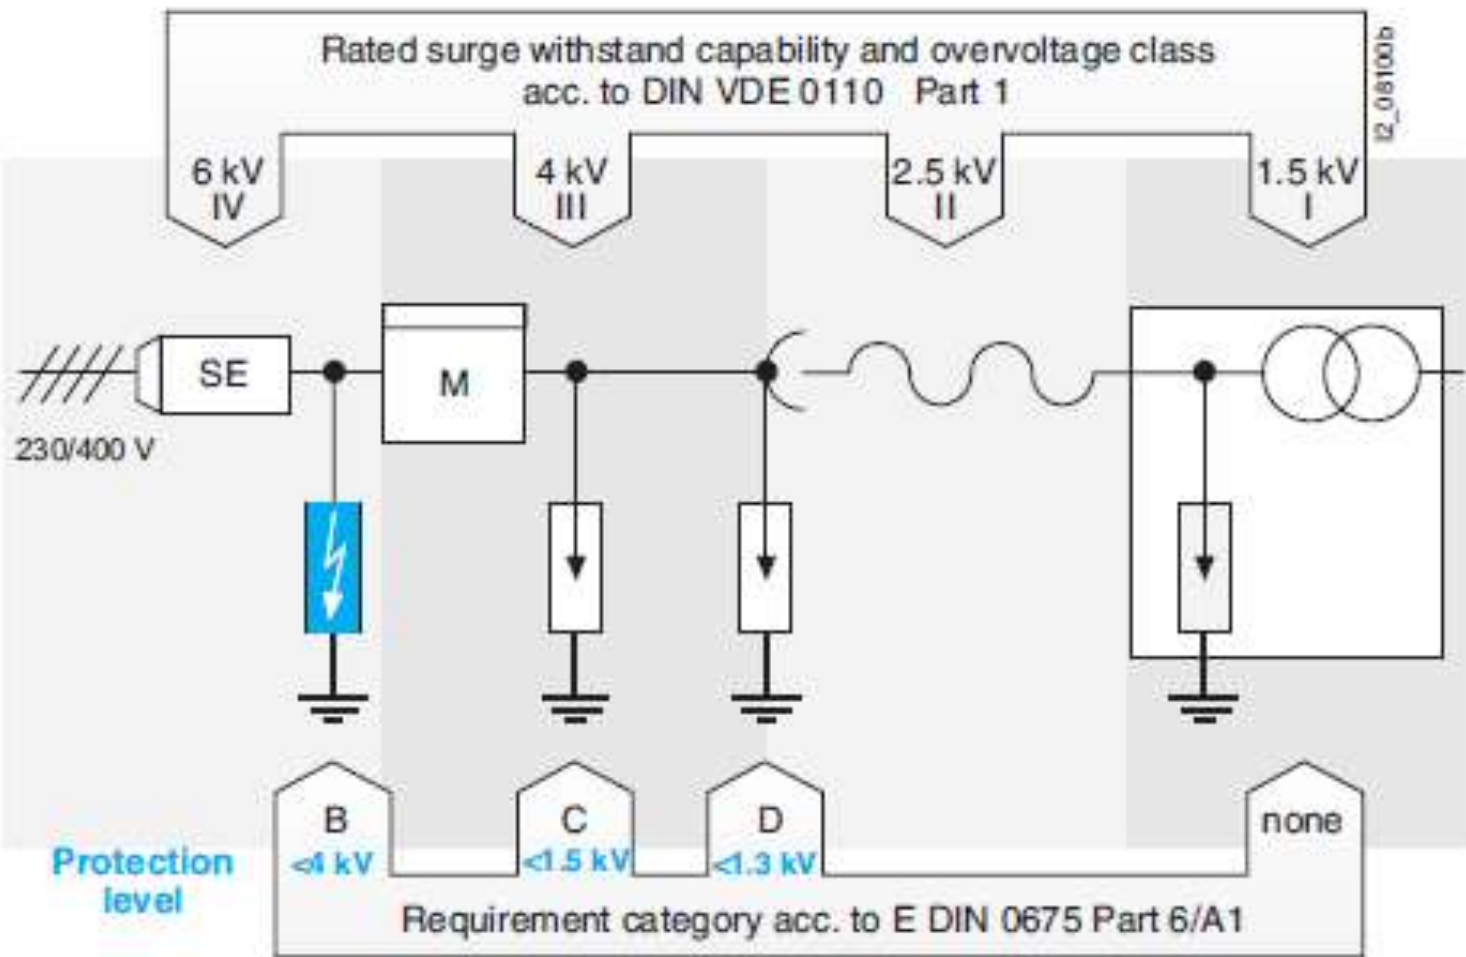 Rated surge withstand capability and overvoltage class
acc. to DIN VDE 0110 Part 1
I2_08100b
6 kV
IV
4 kV
III
2.5 kV
II
1.5 kV
I
SE
M
230/400 V
B
C
D
none
Protection
level
<4 kV
<1.5 kV
<1.3 kV
Requirement category acc. to E DIN 0675 Part 6/A1